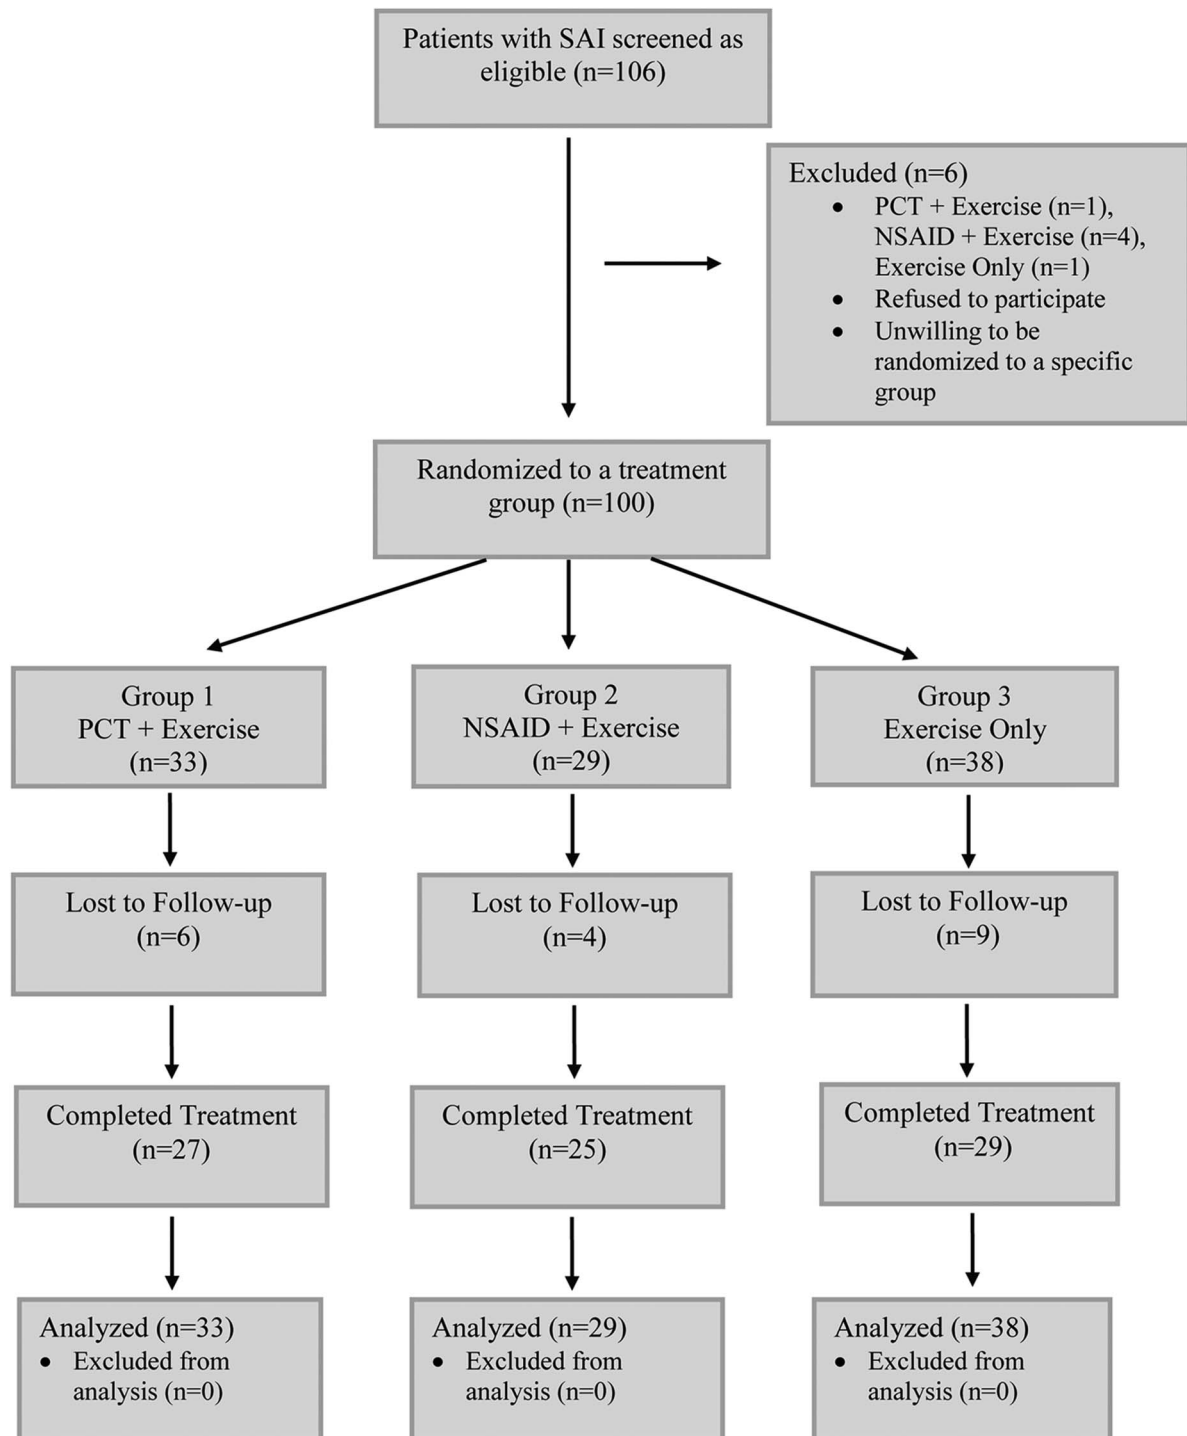 Patients with SAI screened as
eligible (n=106)
Excluded (n=6)
• PCT + Exercise (n=1),
NSAID + Exercise (n=4),
Exercise Only (n=1)
• Refused to participate
• Unwilling to be
randomized to a specific
group
Randomized to a treatment
group (n=100)
Group 1
PCT + Exercise
(n=33)
Group 2
NSAID + Exercise
(n=29)
Group 3
Exercise Only
(n=38)
Lost to Follow-up
(n=6)
Lost to Follow-up
(n=4)
Lost to Follow-up
(n=9)
Completed Treatment
(n=27)
Completed Treatment
(n=25)
Completed Treatment
(n=29)
Analyzed (n=33)
• Excluded from
analysis (n=0)
Analyzed (n=29)
• Excluded from
analysis (n=0)
Analyzed (n=38)
• Excluded from
analysis (n=0)